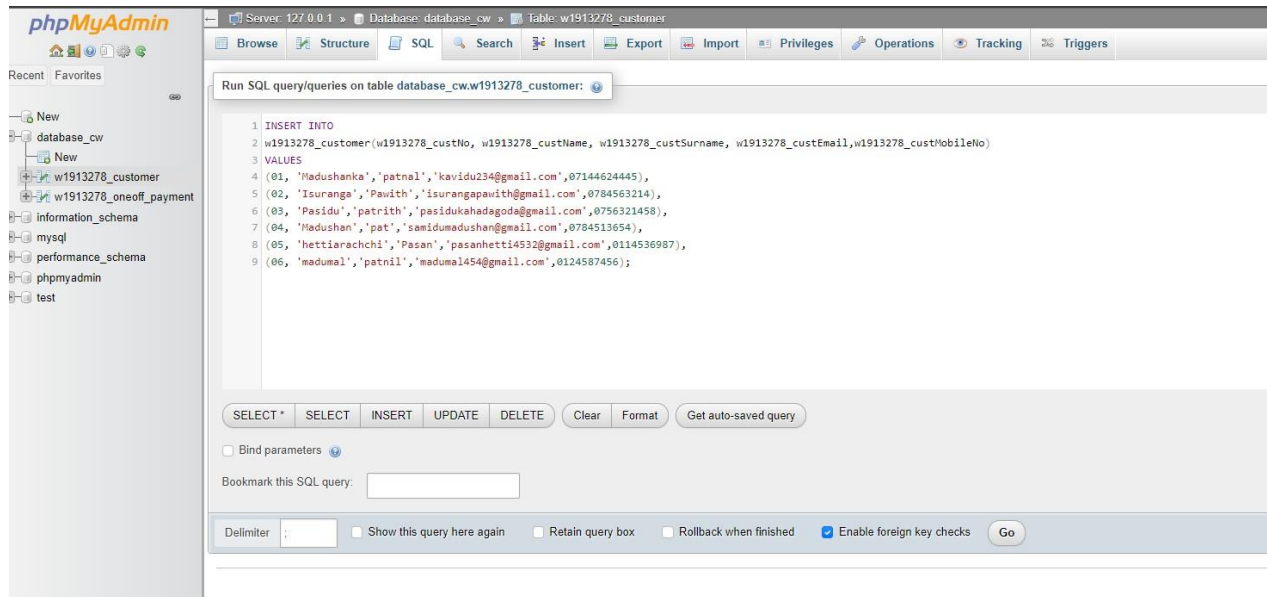 phpMyAdmin
Recent Favorites
New
database_cw
New
w1913278_customer
w1913278_oneoff_payment
information_schema
mysql
performance_schema
phpmyadmin
test
Server: 127.0.0.1 » Database: database_cw » Table: w1913278_customer
Browse Structure SQL Search Insert Export Import Privileges Operations Tracking Triggers
Run SQL query/queries on table database_cw.w1913278_customer:
1 INSERT INTO
2 w1913278_customer(w1913278_custNo, w1913278_custName, w1913278_custSurname, w1913278_custEmail,w1913278_custMobileNo)
3 VALUES
4 (01, 'Madushanka','patnal','kavidu234@gmail.com',07144624445),
5 (02, 'Isuranga','Pawith','isurangapawith@gmail.com',0784563214),
6 (03, 'Pasidu','patrith','pasidukahadagoda@gmail.com',0756321458),
7 (04, 'Madushan','pat','samidumadushan@gmail.com',0784513654),
8 (05, 'hettiarachchi','Pasan','pasanhetti4532@gmail.com',0114536987),
9 (06, 'madumal','patnil','madumal454@gmail.com',0124587456);
SELECT * SELECT INSERT UPDATE DELETE Clear Format Get auto-saved query
Bind parameters
Bookmark this SQL query:
Delimiter ; Show this query here again Retain query box Rollback when finished Enable foreign key checks Go